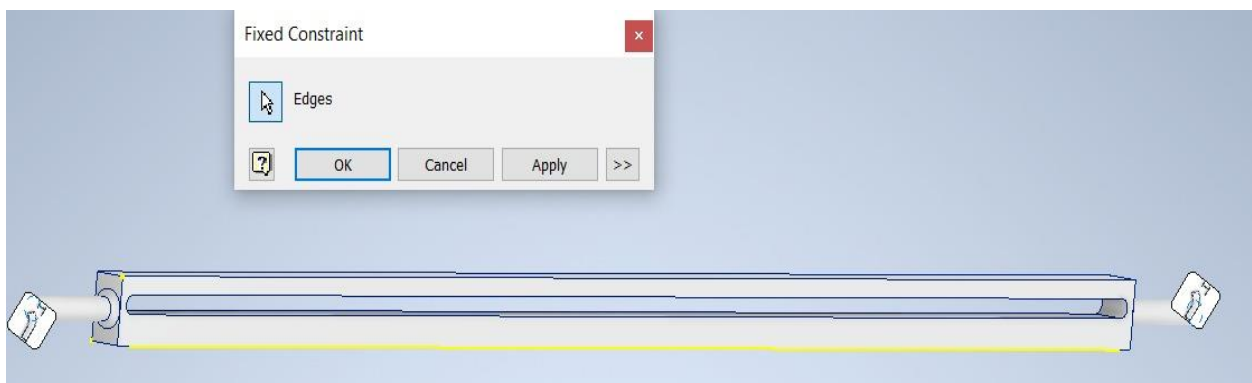 Fixed Constraint
×
Edges
?
OK
Cancel
Apply
>>